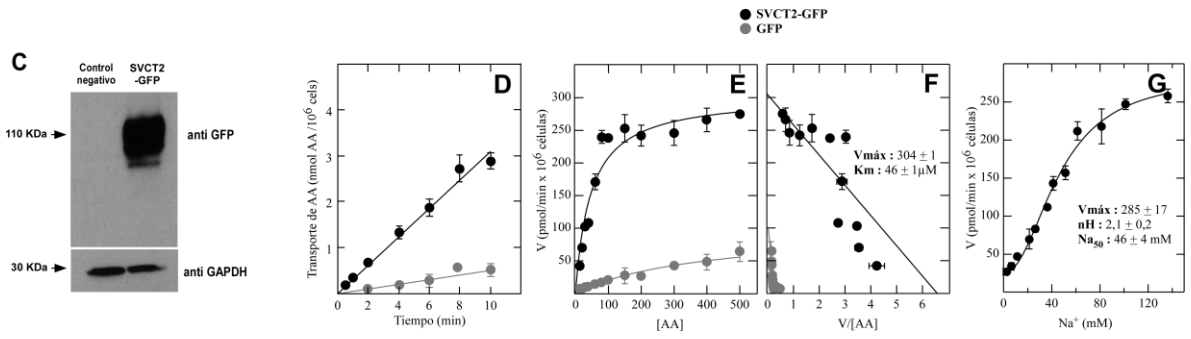 SVCT2-GFP
GFP
C
Control
negativo
SVCT2
-GFP
110 KDa
anti GFP
30 KDa
anti GAPDH
D
Transporte de AA (nmol AA/10⁶ cels)
4
3
2
1
0 2 4 6 8 10
Tiempo (min)
E
V (pmol/min x 10⁶ células)
300
250
200
150
100
50
0 100 200 300 400 500
[AA]
F
Vmáx : 304 ± 1
Km : 46 ± 1µM
0 1 2 3 4 5 6
V/[AA]
G
V (pmol/min x 10⁶ células)
250
200
150
100
50
Vmáx : 285 ± 17
nH : 2,1 ± 0,2
Na₅₀ : 46 ± 4 mM
0 40 80 120
Na⁺ (mM)